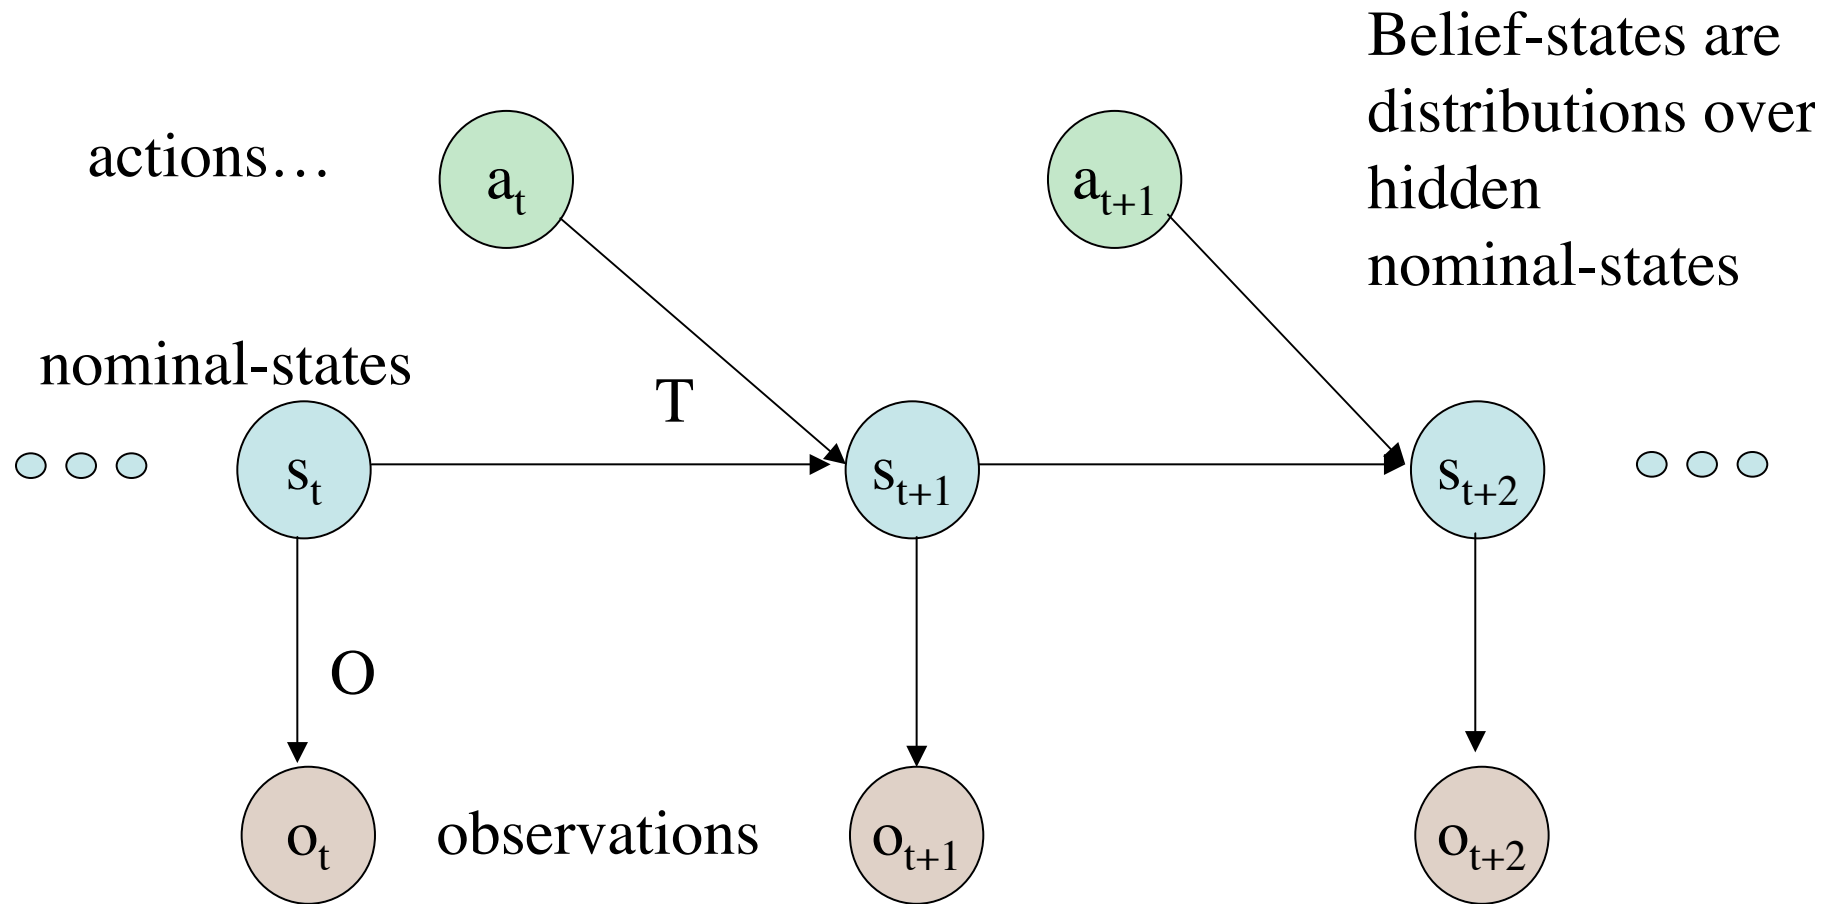 Belief-states are
distributions over
hidden
nominal-states
actions…
a_t
a_{t+1}
nominal-states
T
s_t
s_{t+1}
s_{t+2}
O
o_t
observations
o_{t+1}
o_{t+2}